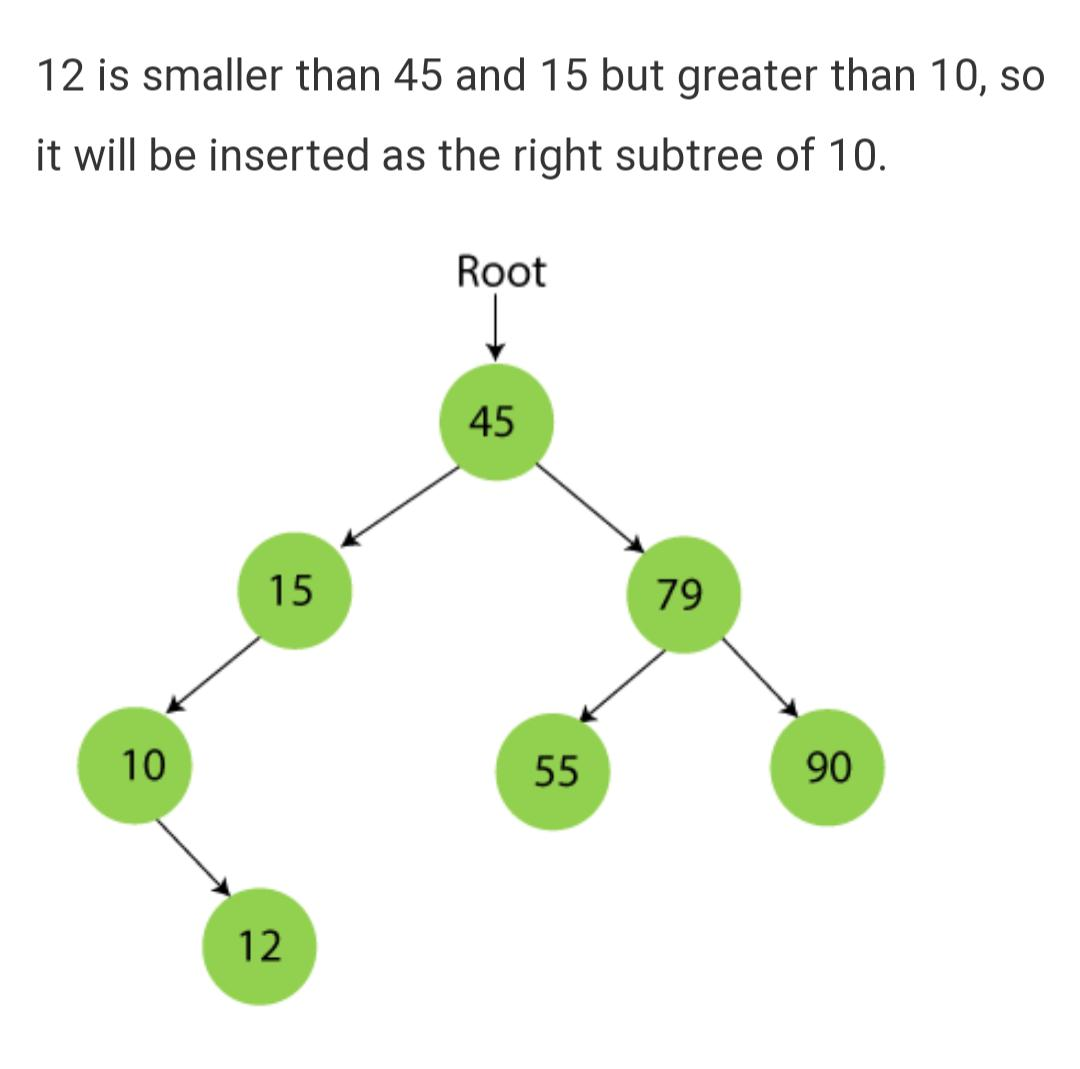 12 is smaller than 45 and 15 but greater than 10, so
it will be inserted as the right subtree of 10.
Root
45
15
79
10
55
90
12